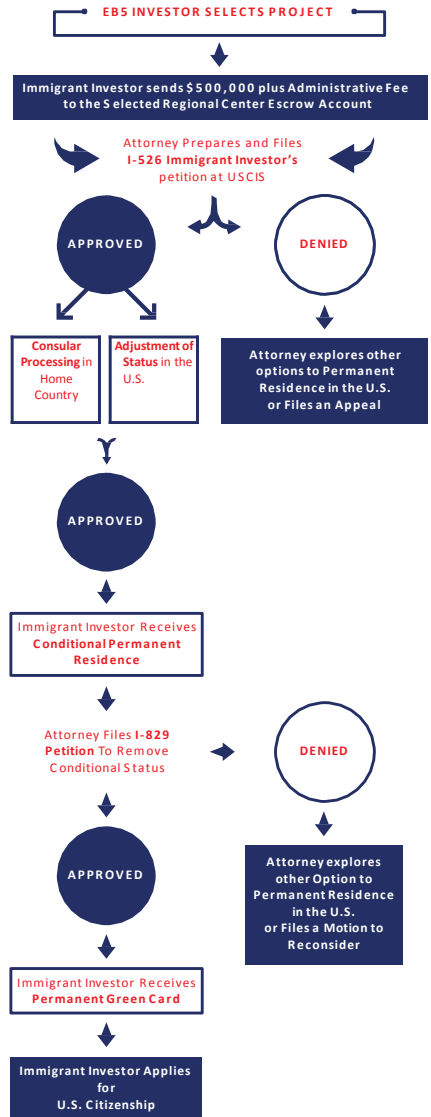 EB5 INVESTOR SELECTS PROJECT
Immigrant Investor sends $500,000 plus Administrative Fee
to the Selected Regional Center Escrow Account
Attorney Prepares and Files
I-526 Immigrant Investor's
petition at USCIS
APPROVED
DENIED
Consular
Processing in
Home
Country
Adjustment of
Status in the
U.S.
Attorney explores other
options to Permanent
Residence in the U.S.
or Files an Appeal
APPROVED
Immigrant Investor Receives
Conditional Permanent
Residence
Attorney Files I-829
Petition To Remove
Conditional Status
DENIED
APPROVED
Attorney explores
other Option to
Permanent Residence
in the U.S.
or Files a Motion to
Reconsider
Immigrant Investor Receives
Permanent Green Card
Immigrant Investor Applies
for
U.S. Citizenship